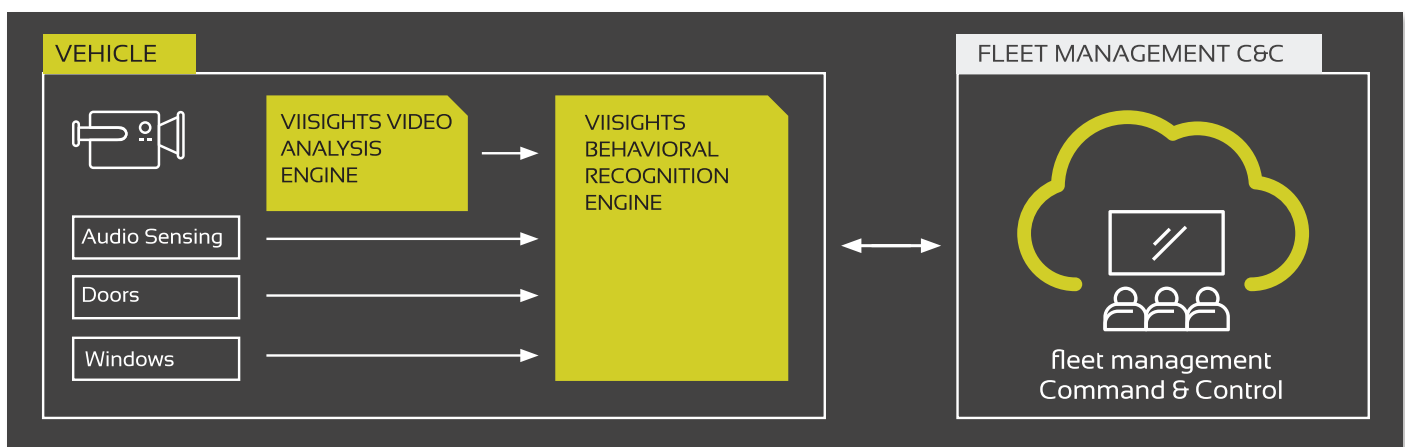 VEHICLE
FLEET MANAGEMENT C&C
VIISIGHTS VIDEO
ANALYSIS
ENGINE
VIISIGHTS
BEHAVIORAL
RECOGNITION
ENGINE
Audio Sensing
Doors
Windows
fleet management
Command & Control